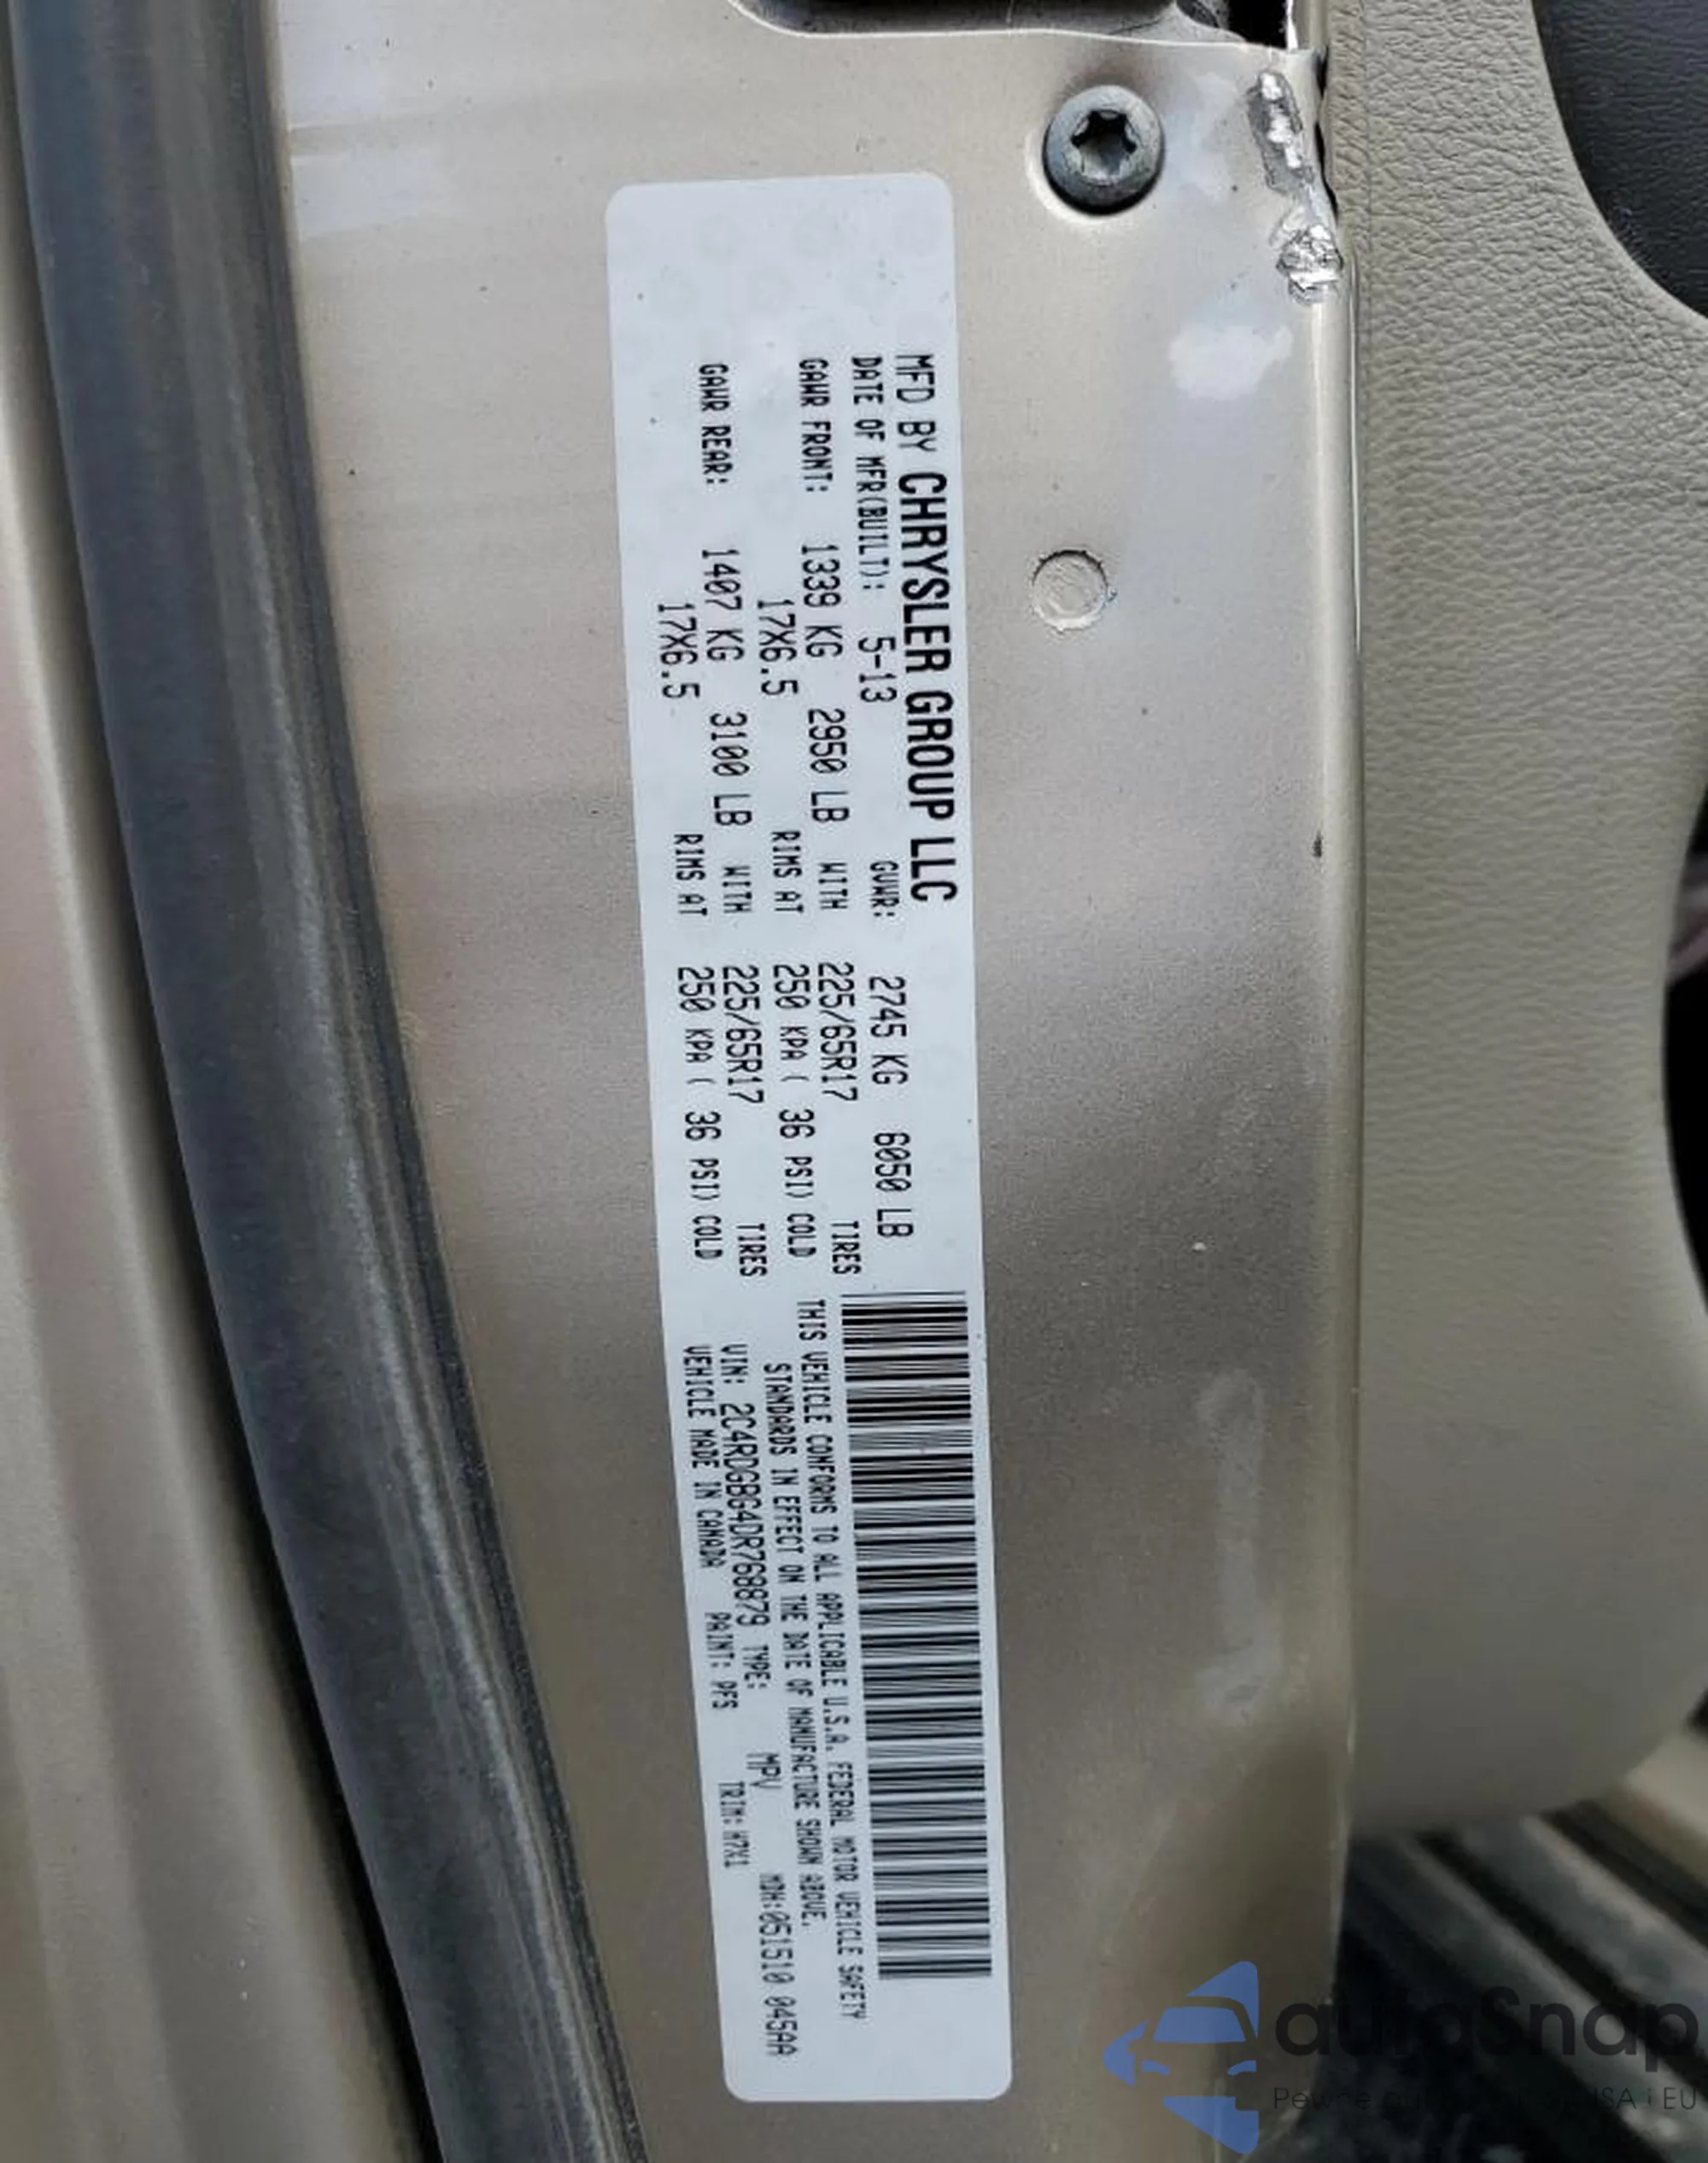 MFD BY CHRYSLER GROUP LLC
DATE OF MFR(BUILT): 5-13 GVWR: 2745 KG 6050 LB
GAWR FRONT: 1339 KG 2950 LB WITH 225/65R17 TIRES
17X6.5 RIMS AT 250 KPA ( 36 PSI) COLD
GAWR REAR: 1407 KG 3100 LB WITH 225/65R17 TIRES
17X6.5 RIMS AT 250 KPA ( 36 PSI) COLD
THIS VEHICLE CONFORMS TO ALL APPLICABLE U.S.A. FEDERAL MOTOR VEHICLE SAFETY
STANDARDS IN EFFECT ON THE DATE OF MANUFACTURE SHOWN ABOVE.
VIN: 2C4RDGBG4DR768879 TYPE: MPV MDH:051510 045AA
VEHICLE MADE IN CANADA PAINT: PFS TRIM: H7X1
autoSnap
Pewne USA i EU